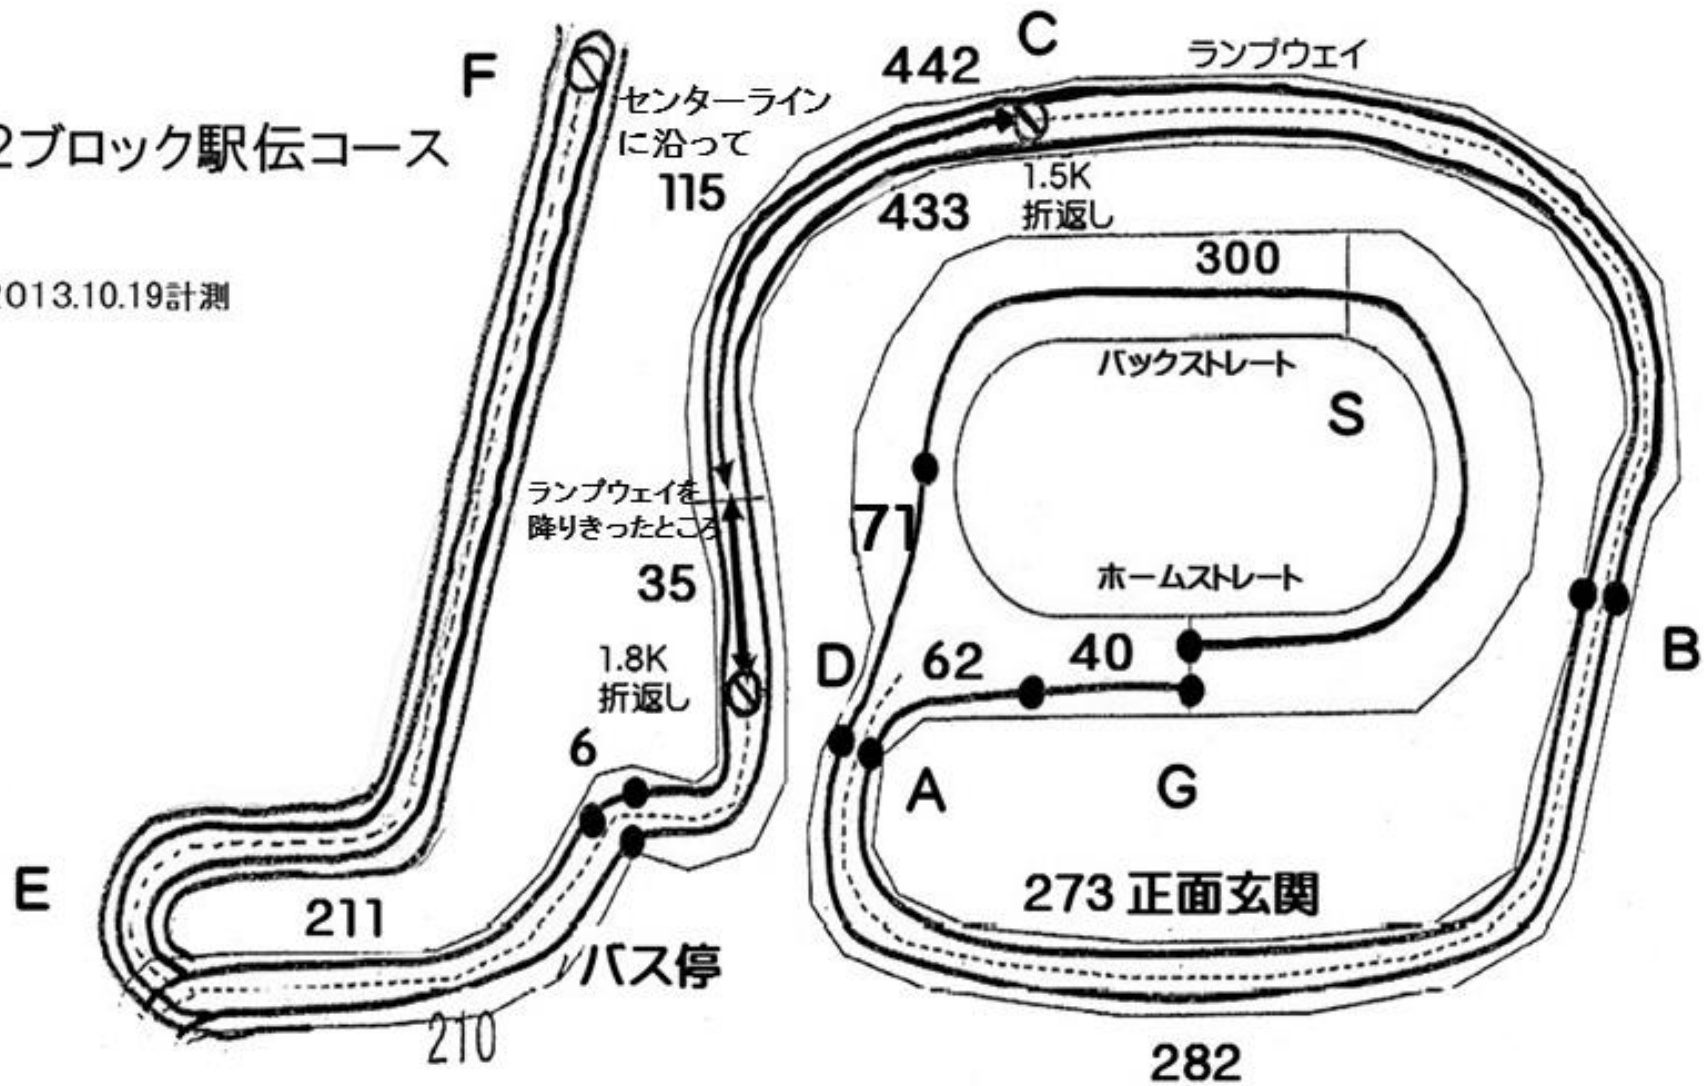 C
ランプウェイ
442
F
センターライン
に沿って
2ブロック駅伝コース
115
1.5K
折返し
433
300
2013.10.19計測
バックストレート
S
ランプウェイを
降りきったところ
71
35
ホームストレート
B
D
62
40
1.8K
折返し
6
A
G
E
211
273 正面玄関
バス停
210
282